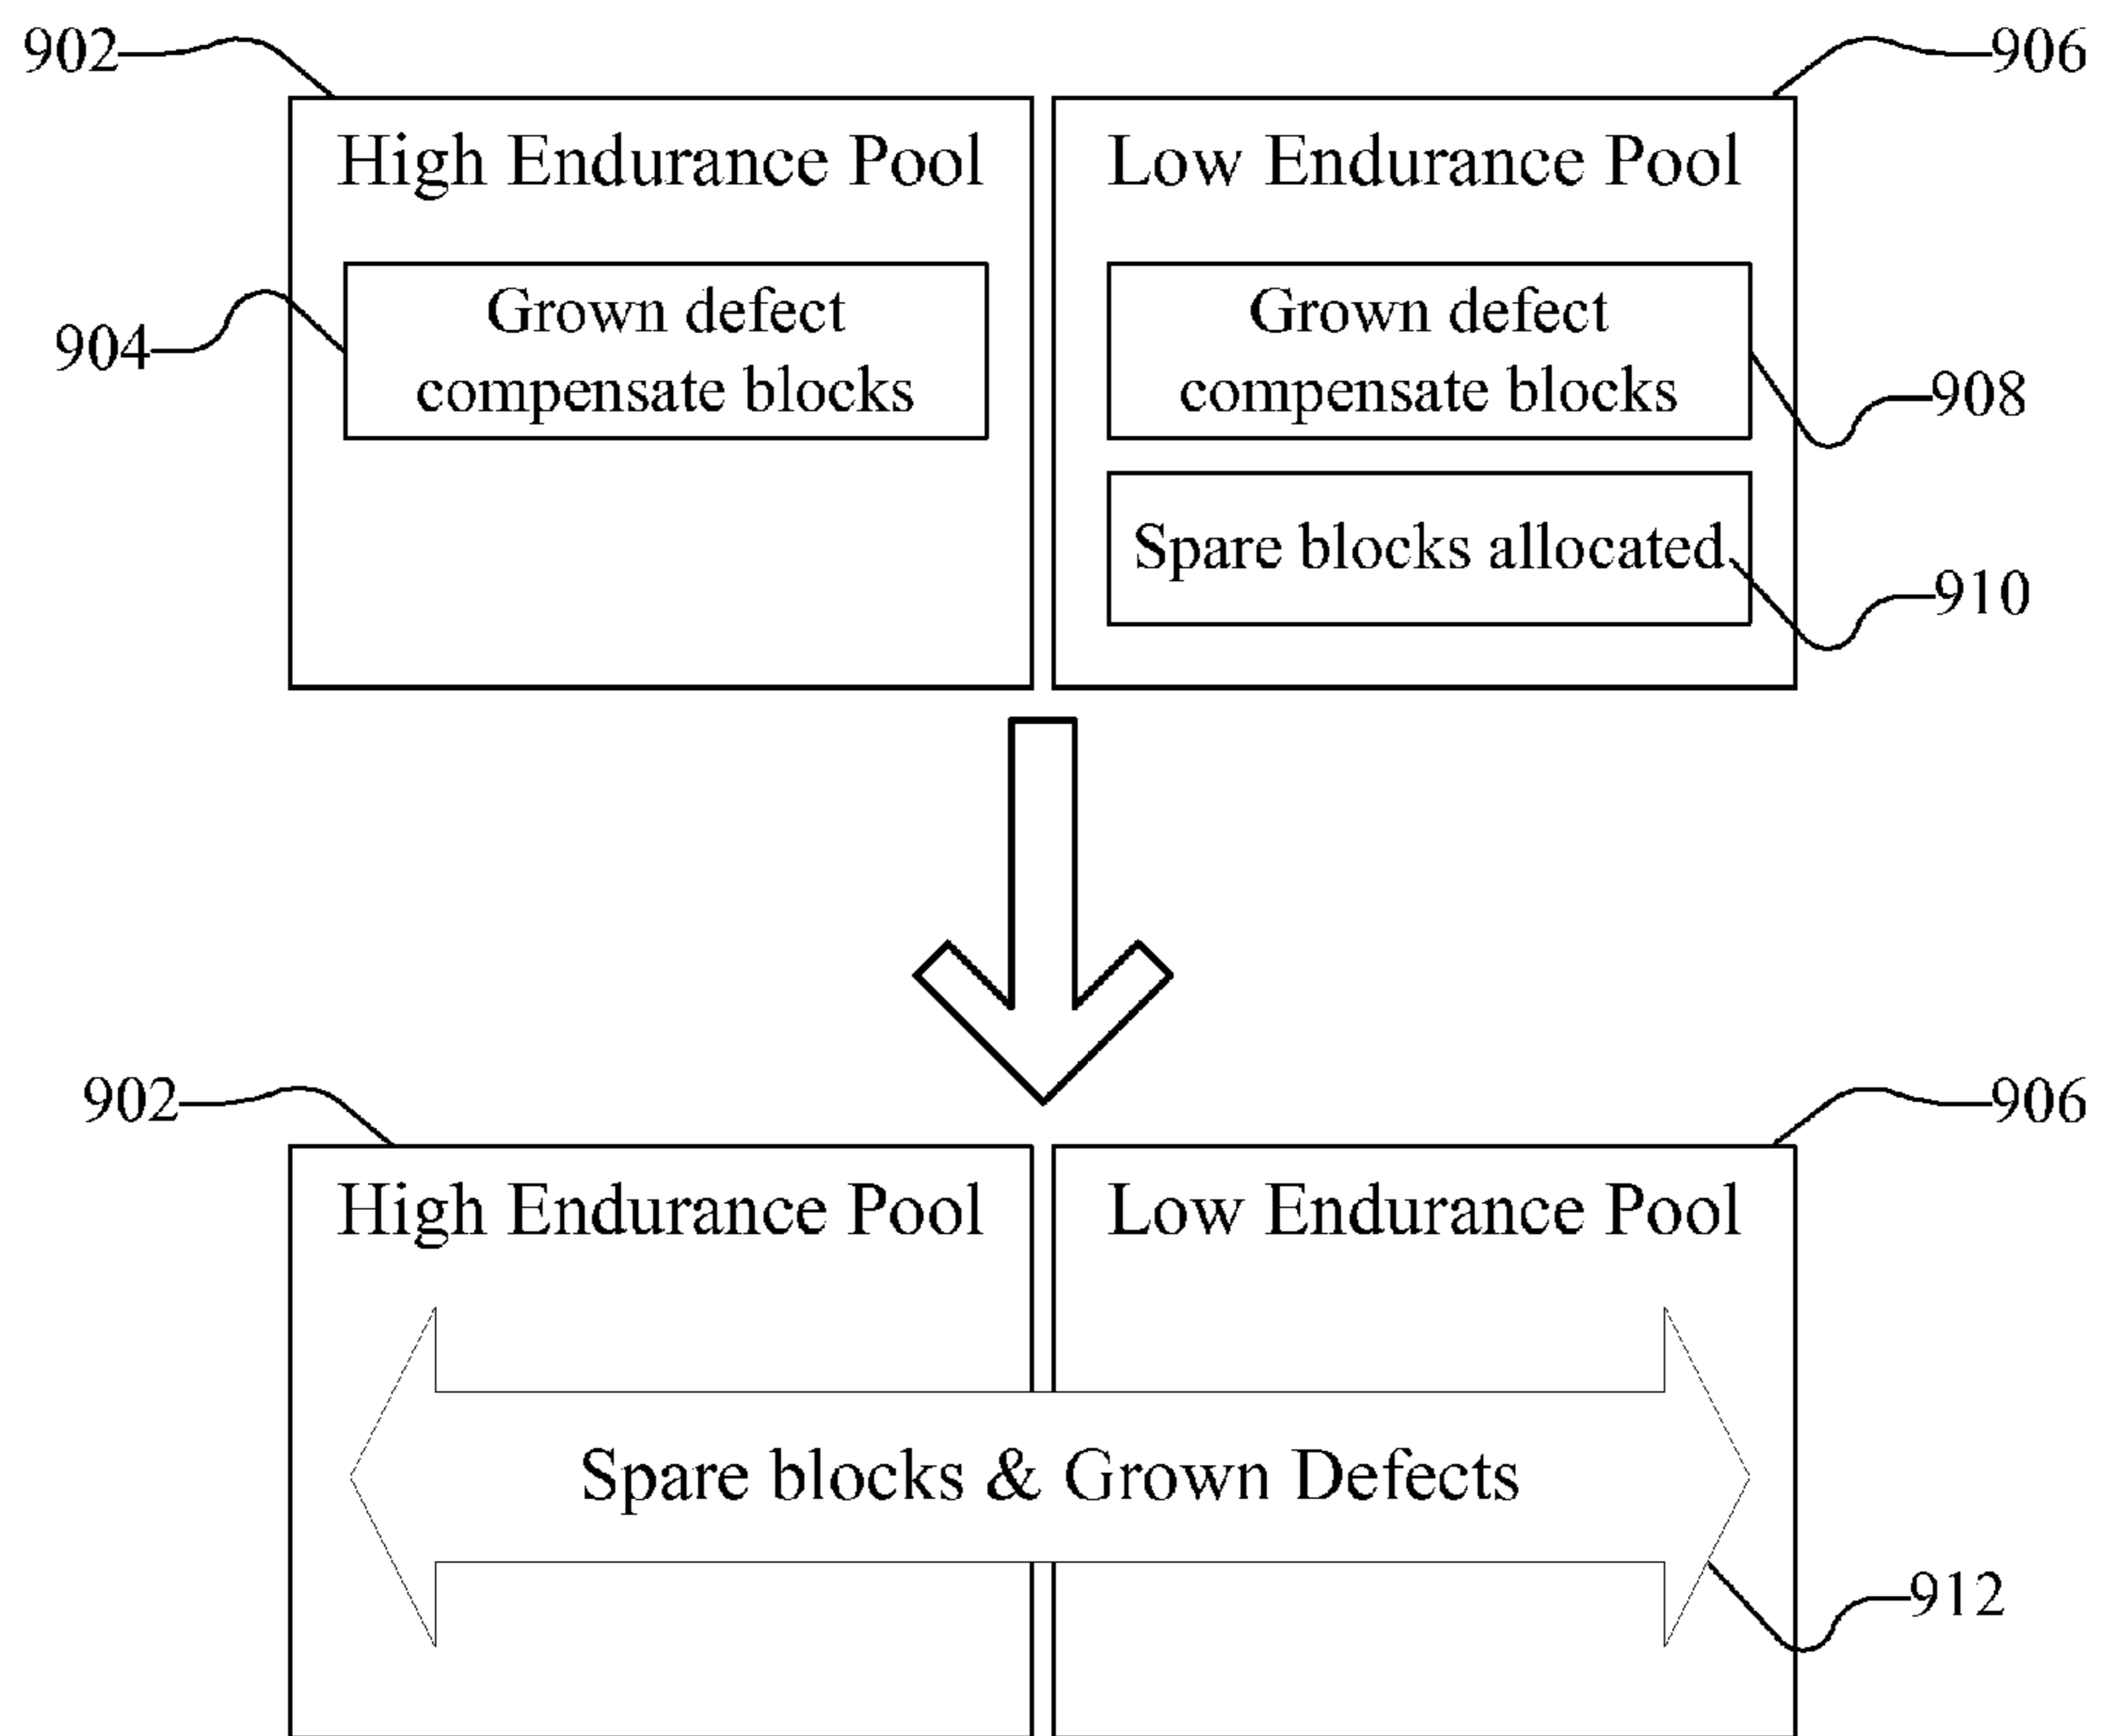 902
906
High Endurance Pool
Low Endurance Pool
904
Grown defect
compensate blocks
Grown defect
compensate blocks
908
Spare blocks allocated
910
902
906
High Endurance Pool
Low Endurance Pool
Spare blocks & Grown Defects
912